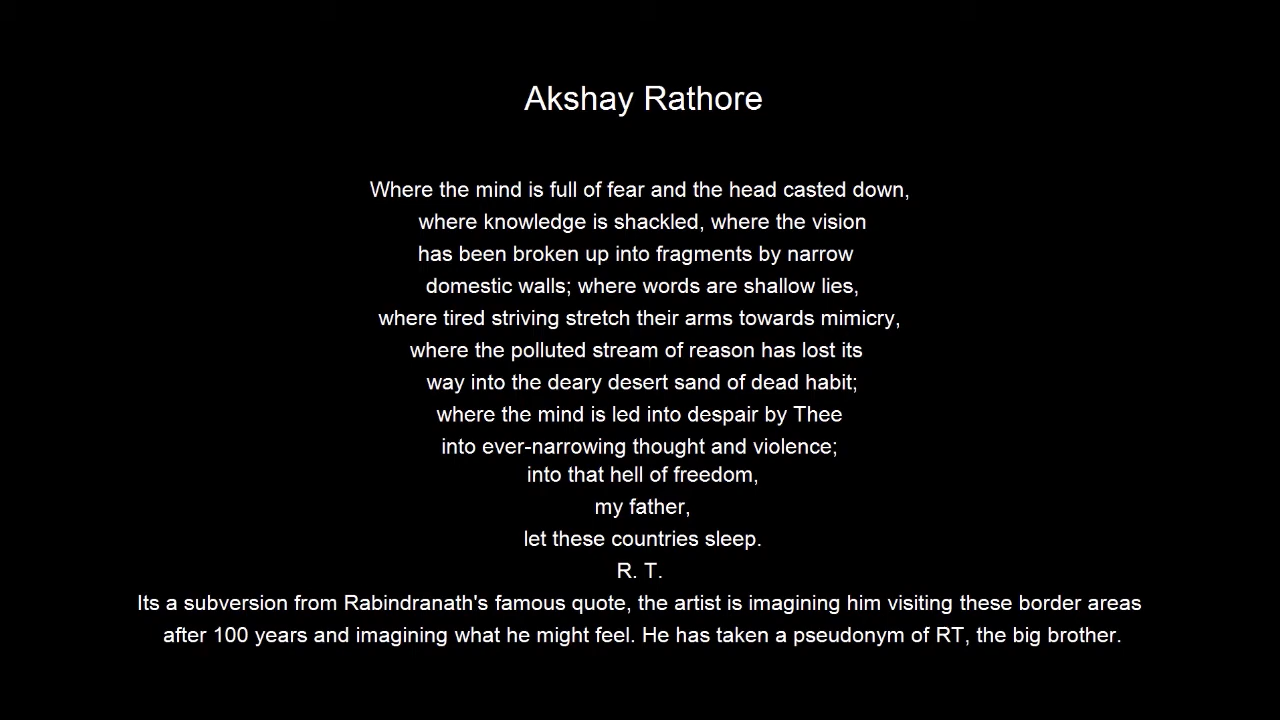 Akshay Rathore
Where the mind is full of fear and the head casted down,
where knowledge is shackled, where the vision
has been broken up into fragments by narrow
domestic walls; where words are shallow lies,
where tired striving stretch their arms towards mimicry,
where the polluted stream of reason has lost its
way into the deary desert sand of dead habit;
where the mind is led into despair by Thee
into ever-narrowing thought and violence;
into that hell of freedom,
my father,
let these countries sleep.
R. T.
Its a subversion from Rabindranath's famous quote, the artist is imagining him visiting these border areas
after 100 years and imagining what he might feel. He has taken a pseudonym of RT, the big brother.